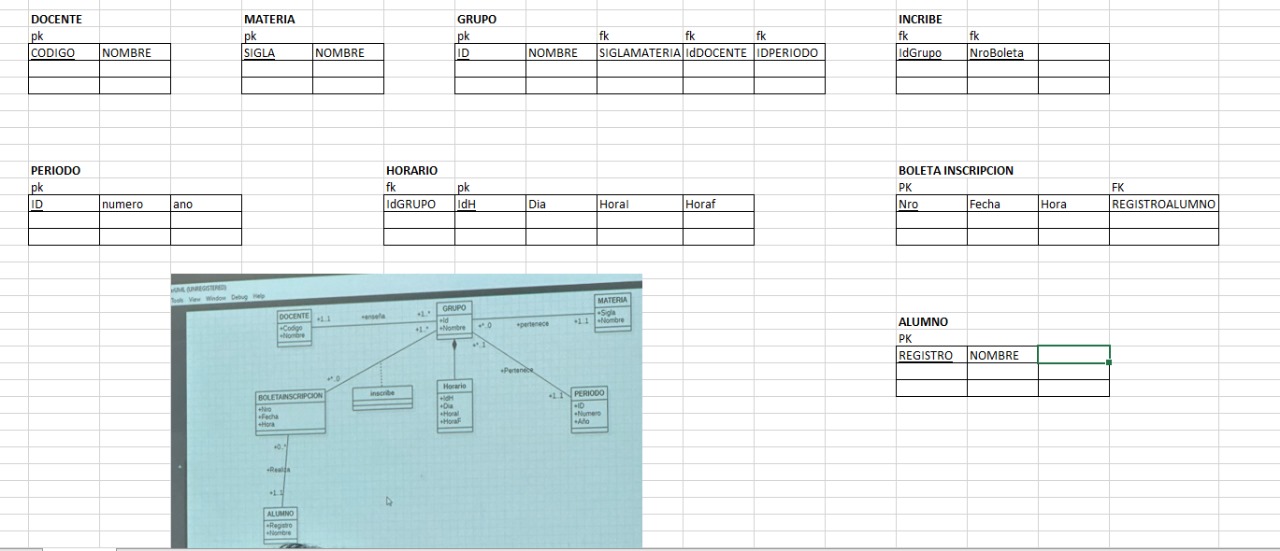 DOCENTE MATERIA GRUPO INCRIBE
pk pk pk fk fk fk fk fk
CODIGO NOMBRE SIGLA NOMBRE ID NOMBRE SIGLAMATERIA IdDOCENTE IDPERIODO IdGrupo NroBoleta
PERIODO HORARIO BOLETA INSCRIPCION
pk fk pk PK FK
ID numero ano IdGRUPO IdH Dia HoraI Horaf Nro Fecha Hora REGISTROALUMNO
(UNREGISTERED)
Tools View Window Debug Help
DOCENTE
+Codigo
+Nombre
+1..1 +enseña +1..*
GRUPO
+Id
+Nombre
MATERIA
+Sigla
+Nombre
+*..0 +pertenece +1..1
+1..*
+*..1
+Pertenece
+*..0
+1..1
BOLETAINSCRIPCION
+Nro
+Fecha
+Hora
inscribe
Horario
+IdH
+Dia
+HoraI
+HoraF
PERIODO
+ID
+Numero
+Año
+0..*
+Realiza
+1..1
ALUMNO
+Registro
+Nombre
ALUMNO
PK
REGISTRO NOMBRE